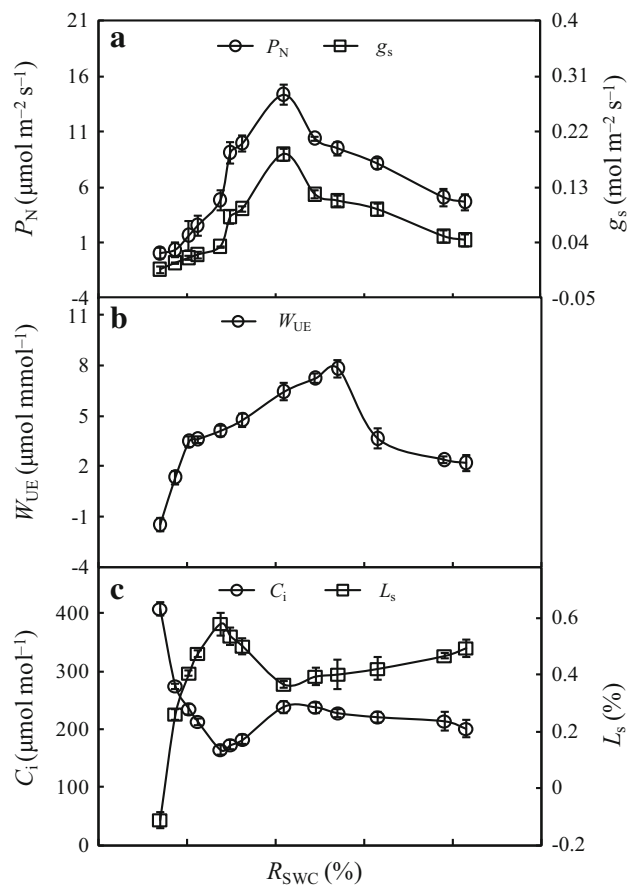 a
P_N
g_s
21
16
11
6
1
-4
P_N (μmol m⁻² s⁻¹)
0.4
0.31
0.22
0.13
0.04
-0.05
g_s (mol m⁻² s⁻¹)
b
W_UE
11
8
5
2
-1
-4
W_UE (μmol mmol⁻¹)
c
C_i
L_s
400
300
200
100
0
C_i (μmol mol⁻¹)
0.6
0.4
0.2
0
-0.2
L_s (%)
R_SWC (%)